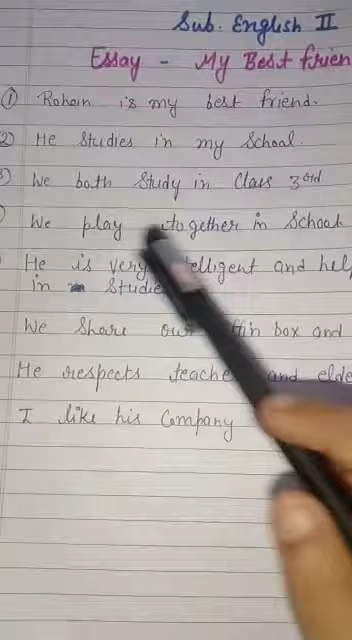 Sub. English II
Essay - My Best frien
① Rohan is my best friend.
2) He Studies in my School.
3) We both Study in Class 3rd
We play together in School
He is very telligent and hel
in Studie
We Share our box and
He respects teache and elde
I like his Company